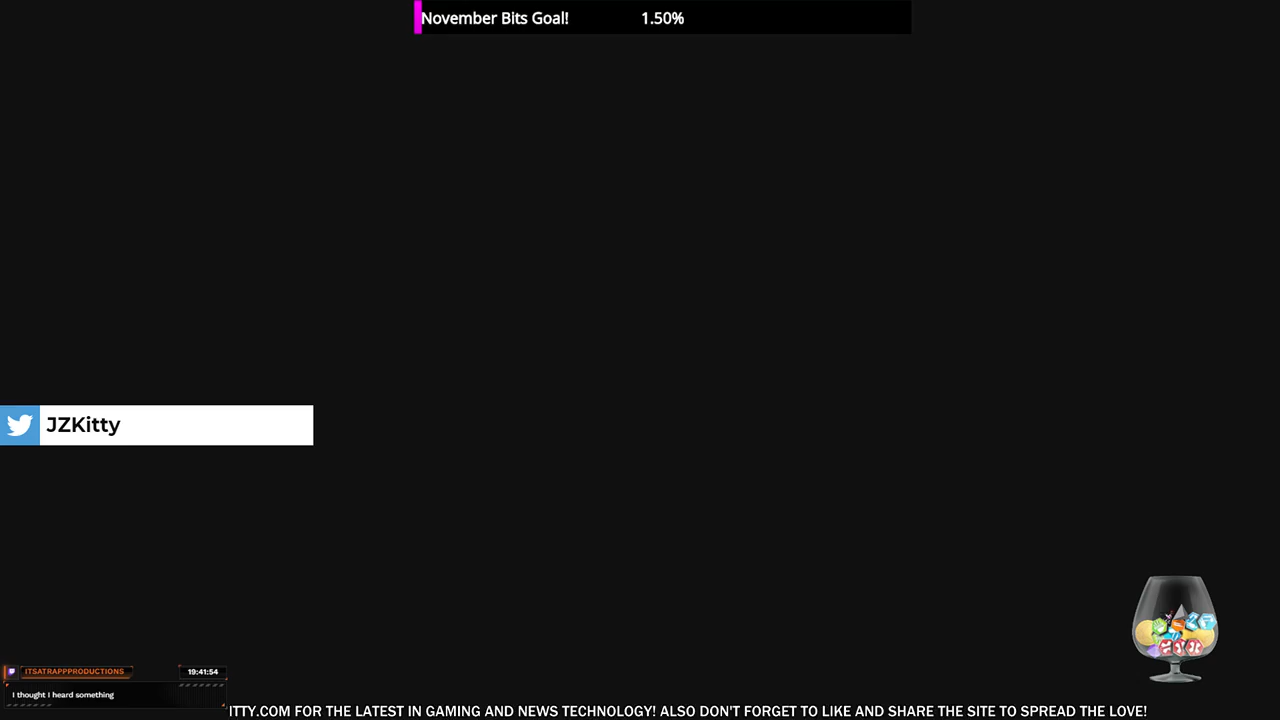 November Bits Goal! 1.50%
JZKitty
ITSATRAPPPRODUCTIONS 19:41:54
I thought I heard something
ITTY.COM FOR THE LATEST IN GAMING AND NEWS TECHNOLOGY! ALSO DON'T FORGET TO LIKE AND SHARE THE SITE TO SPREAD THE LOVE!